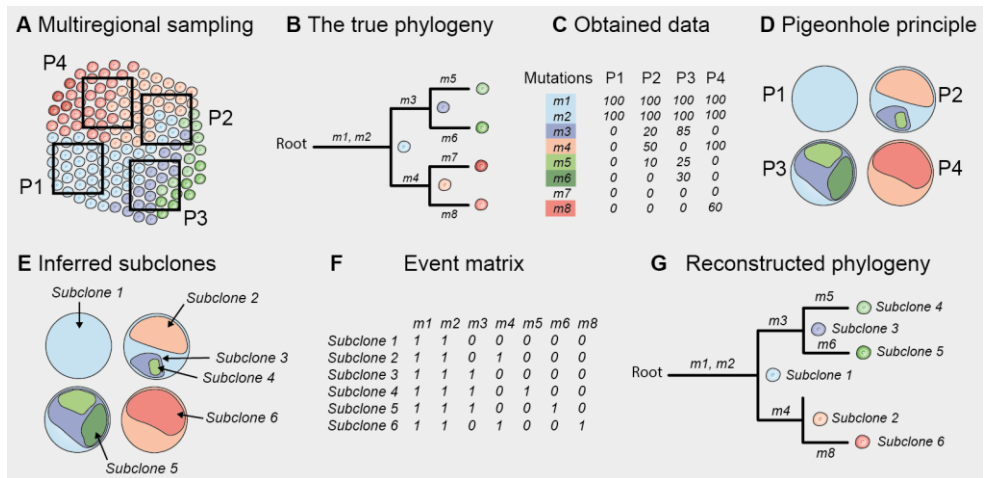 A Multiregional sampling
P4
P2
P1
P3
B The true phylogeny
m5
m3
m6
m1, m2
Root
m7
m4
m8
C Obtained data
Mutations P1 P2 P3 P4
m1 100 100 100 100
m2 100 100 100 100
m3 0 20 85 0
m4 0 50 0 100
m5 0 10 25 0
m6 0 0 30 0
m7 0 0 0 0
m8 0 0 0 60
D Pigeonhole principle
P1
P2
P3
P4
E Inferred subclones
Subclone 1
Subclone 2
Subclone 3
Subclone 4
Subclone 6
Subclone 5
F Event matrix
m1 m2 m3 m4 m5 m6 m8
Subclone 1 1 1 0 0 0 0 0
Subclone 2 1 1 0 1 0 0 0
Subclone 3 1 1 1 0 0 0 0
Subclone 4 1 1 1 0 1 0 0
Subclone 5 1 1 1 0 0 1 0
Subclone 6 1 1 0 1 0 0 1
G Reconstructed phylogeny
m5
Subclone 4
m3
Subclone 3
m6
Subclone 5
m1, m2
Root
Subclone 1
m4
Subclone 2
Subclone 6
m8